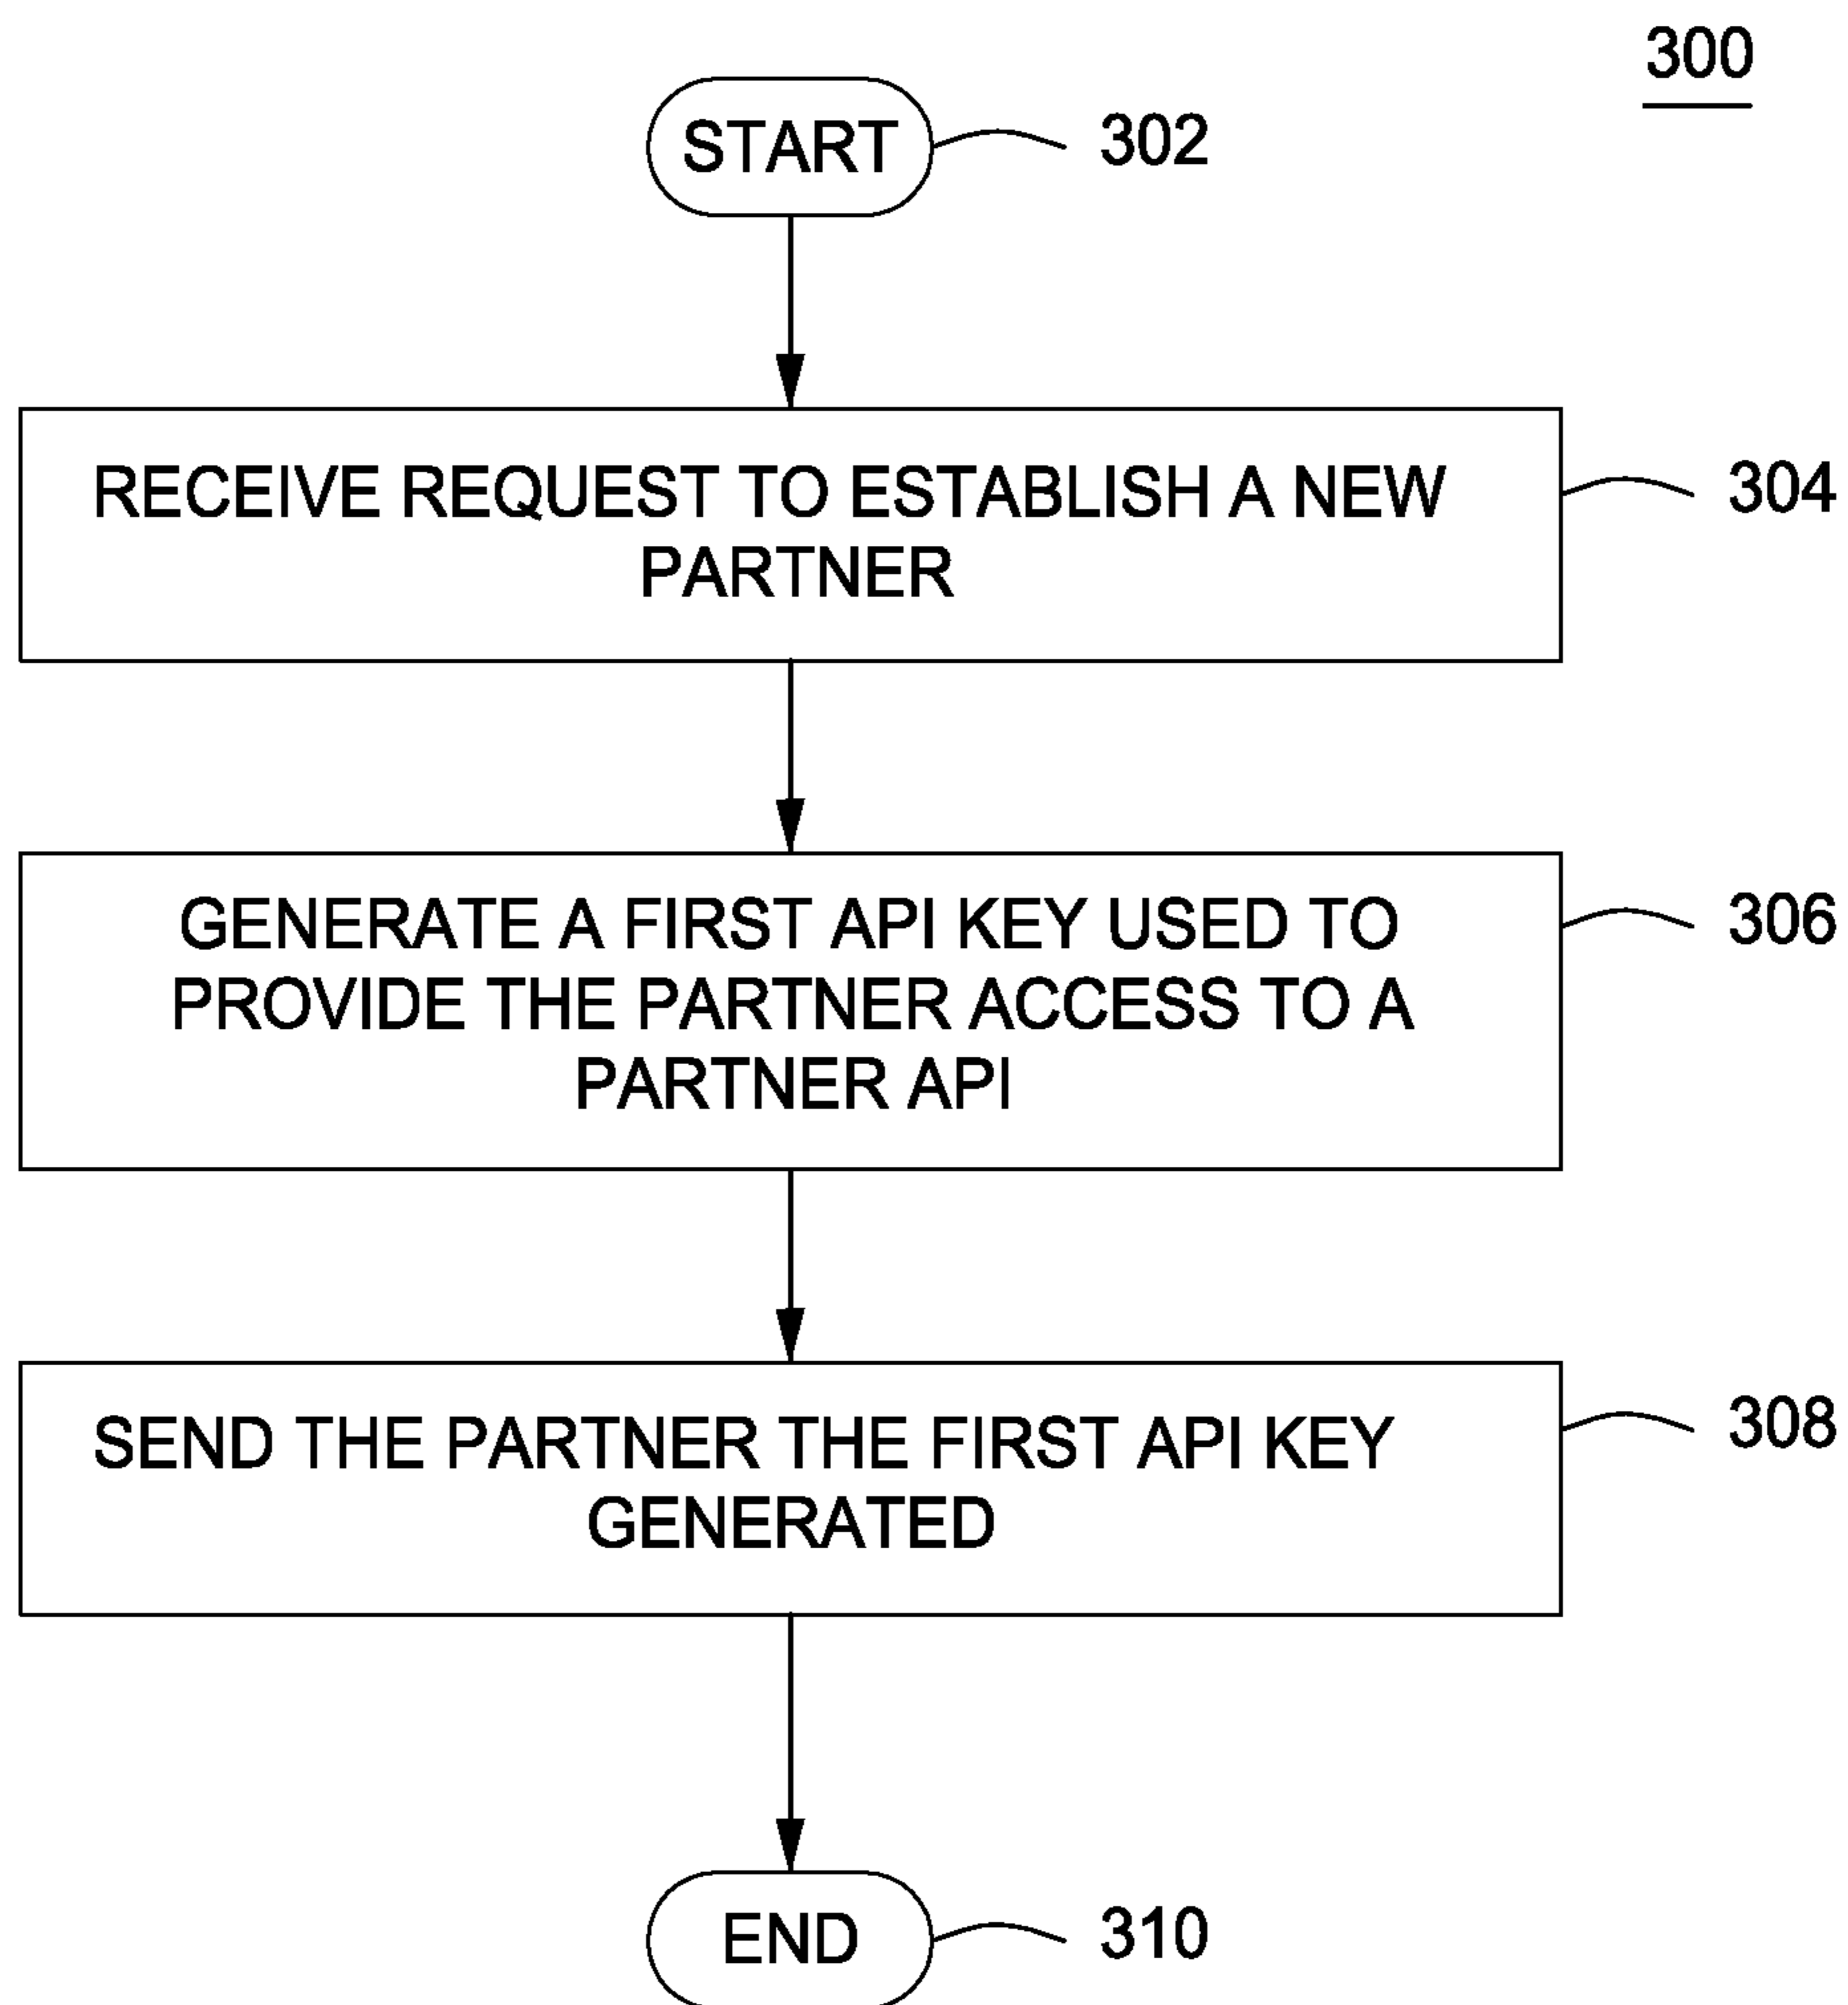 300
START
302
RECEIVE REQUEST TO ESTABLISH A NEW
PARTNER
304
GENERATE A FIRST API KEY USED TO
PROVIDE THE PARTNER ACCESS TO A
PARTNER API
306
SEND THE PARTNER THE FIRST API KEY
GENERATED
308
END
310